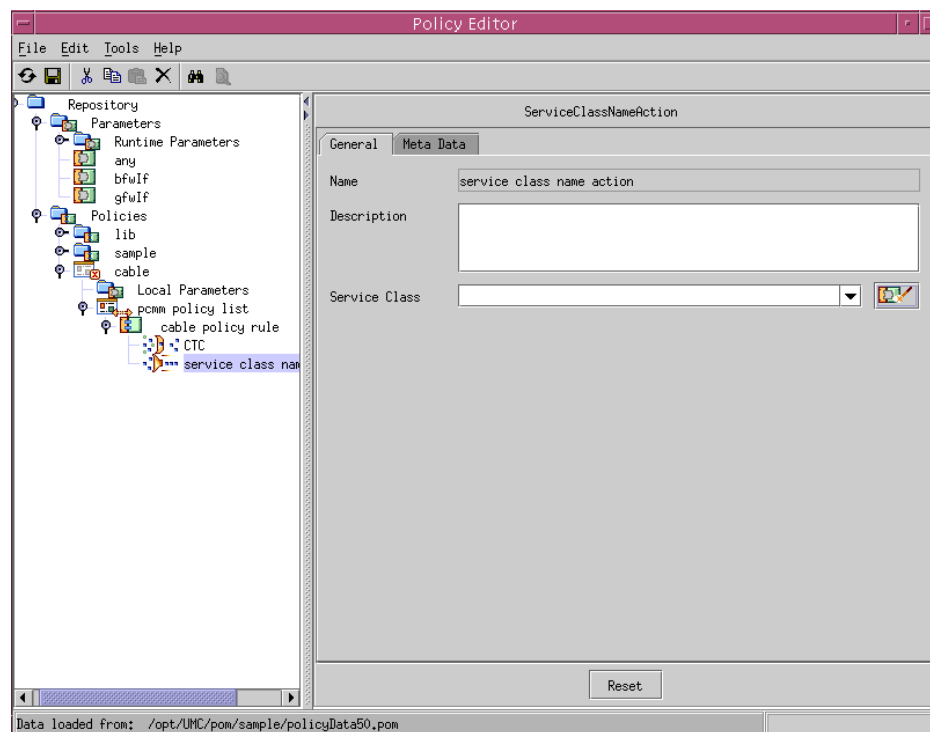 Policy Editor
File Edit Tools Help
Repository
Parameters
Runtime Parameters
any
bfwIf
gfwIf
Policies
lib
sample
cable
Local Parameters
pcmm policy list
cable policy rule
CTC
service class nam
ServiceClassNameAction
General Meta Data
Name service class name action
Description
Service Class
Reset
Data loaded from: /opt/UMC/pom/sample/policyData50.pom